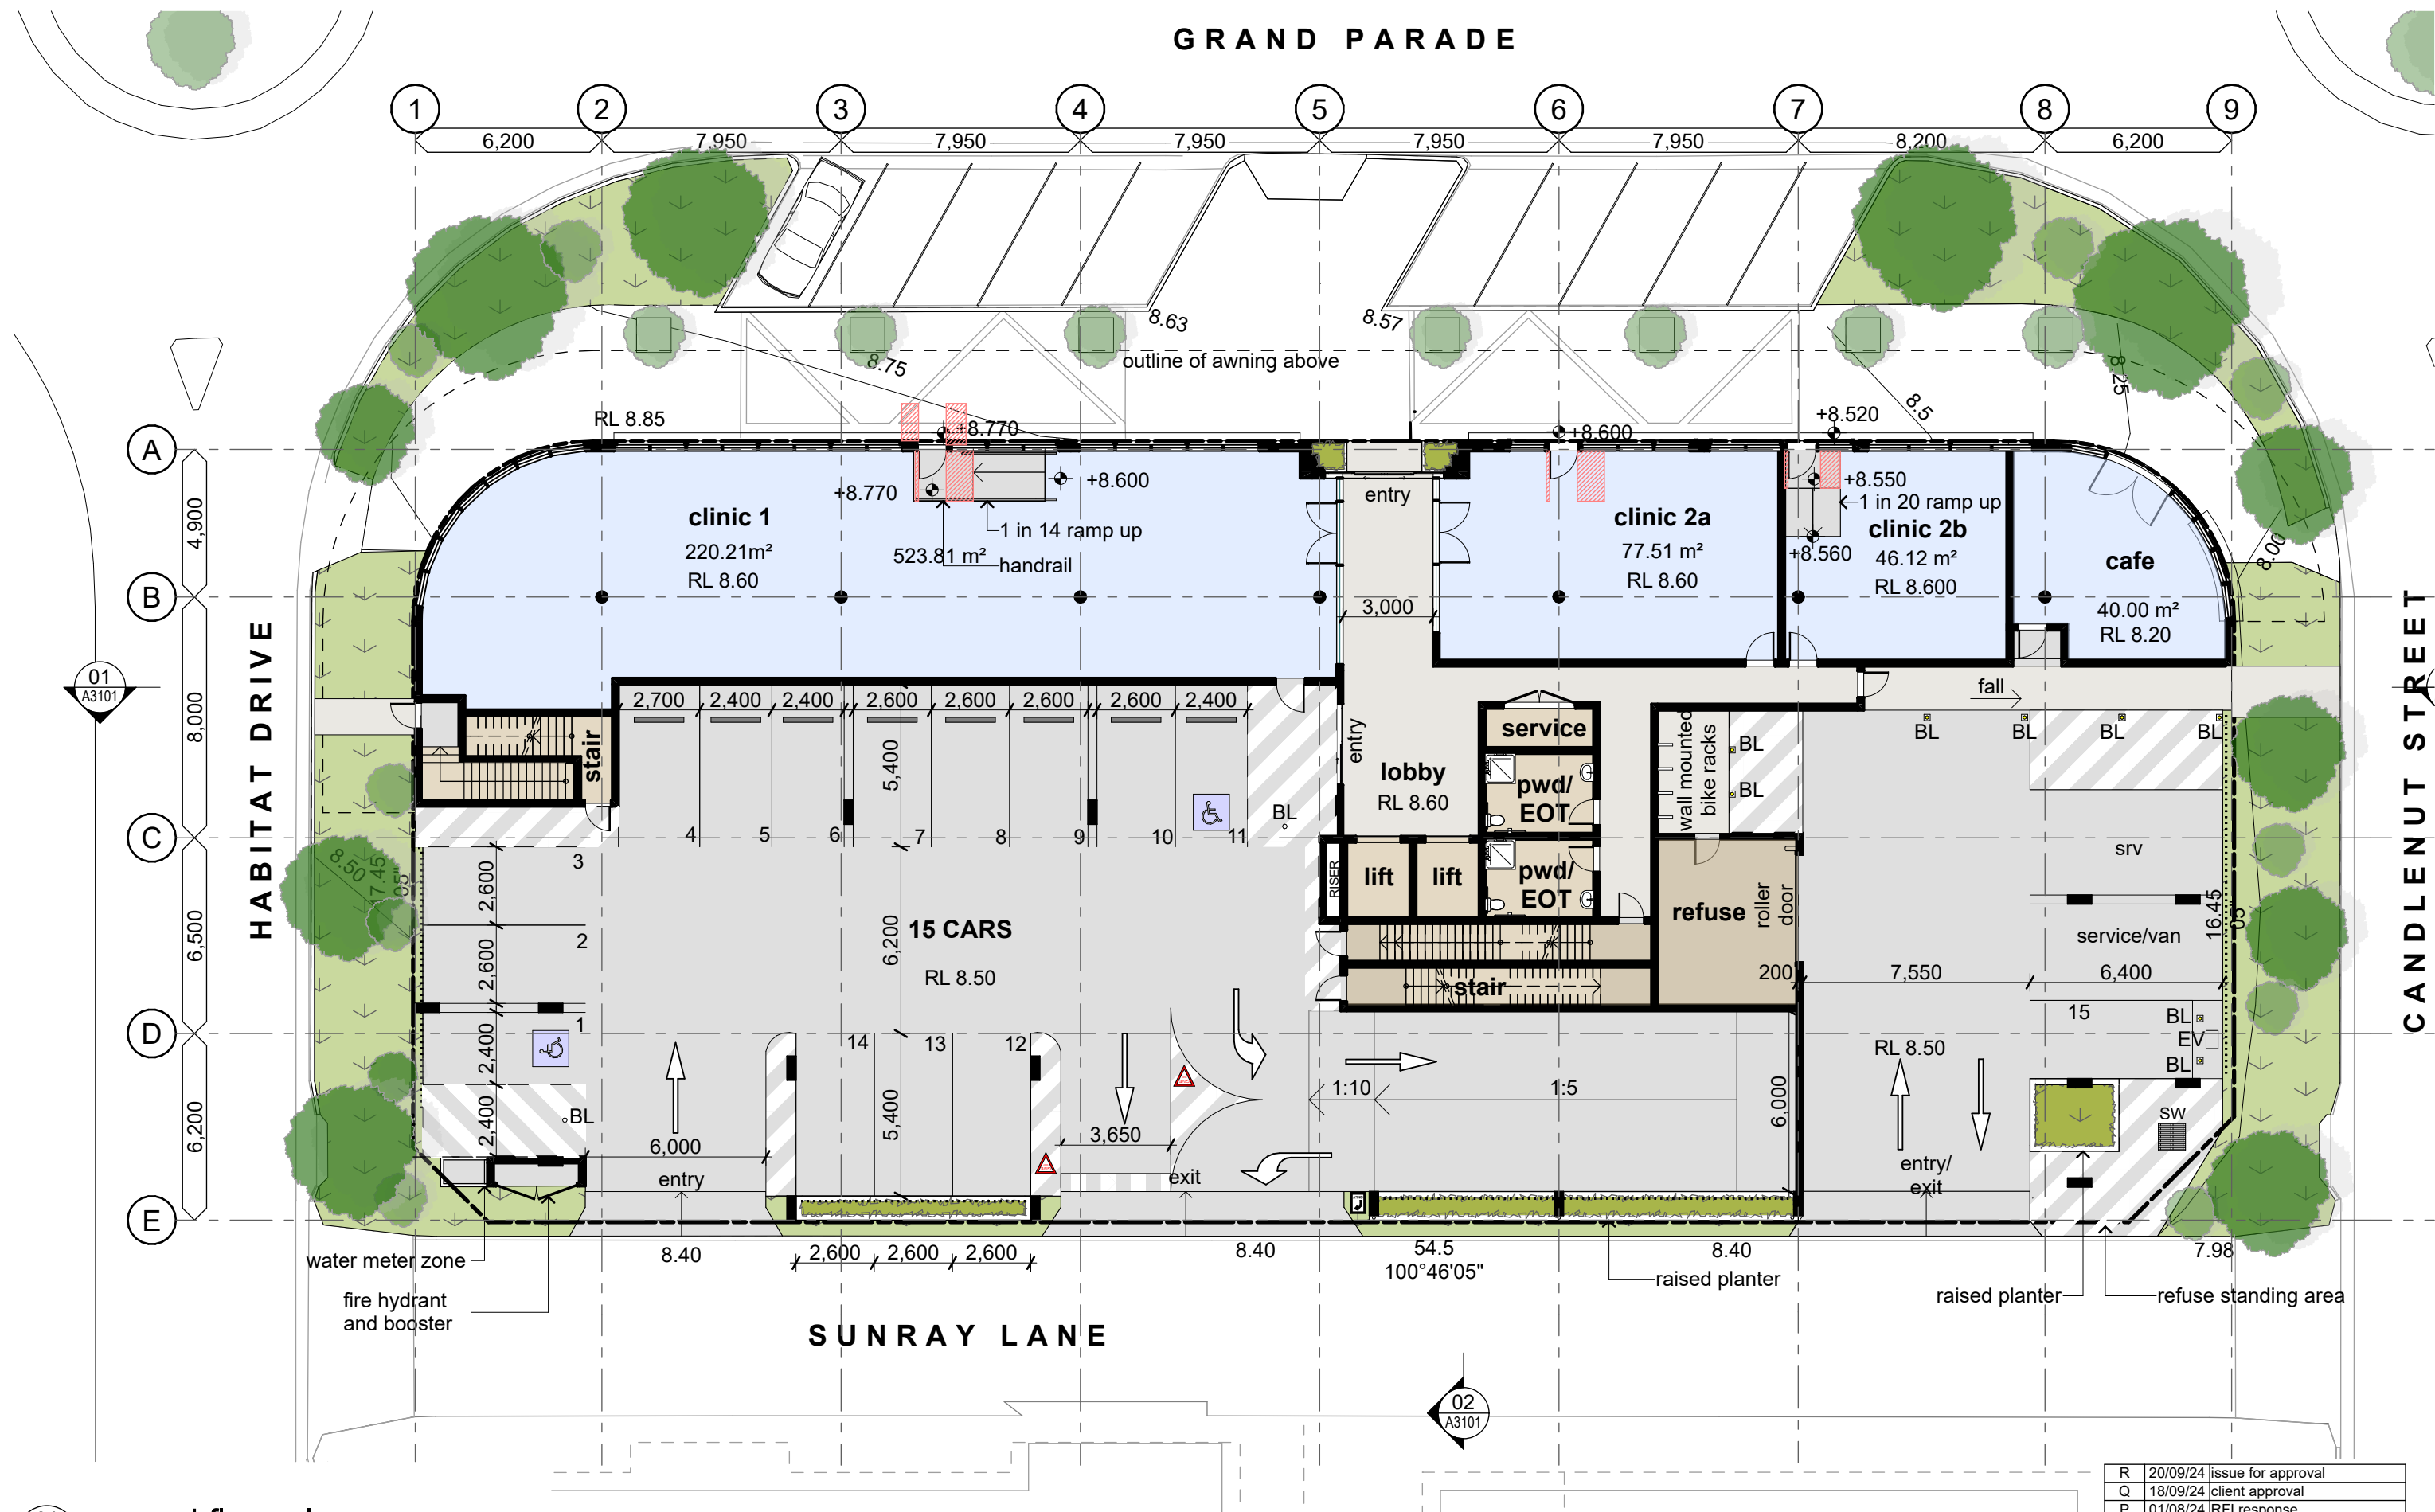 GRAND PARADE
1 2 3 4 5 6 7 8 9
6,200 7,950 7,950 7,950 7,950 7,950 8,200 6,200
8.63
8.57
8.75
outline of awning above
8.25
8.5
RL 8.85
+8.770
+8.600
+8.520
A
4,900
+8.770
+8.600
entry
+8.550
clinic 1
1 in 14 ramp up
clinic 2a
1 in 20 ramp up
clinic 2b
220.21m²
523.81 m²
77.51 m²
+8.560
46.12 m²
cafe
8.00
RL 8.60
handrail
RL 8.60
RL 8.600
B
3,000
40.00 m²
RL 8.20
HABITAT DRIVE
CANDLENUT STREET
01
A3101
8,000
fall
2,700 2,400 2,400 2,600 2,600 2,600 2,600 2,400
stair
entry
service
wall mounted
bike racks
BL
BL
BL
BL
BL
BL
5,400
lobby
RL 8.60
pwd/
EOT
4 5 6 7 8 9 10 11
BL
C
3
8.50
17.45
2,600
RISER
lift
lift
pwd/
EOT
srv
refuse
roller
door
16.45
6,500
2
15 CARS
6,200
service/van
2,600
RL 8.50
stair
200
7,550
6,400
D
1
14 13 12
15
BL
EV
BL
2,400
RL 8.50
1:10
1:5
6,000
6,200
2,400
BL
5,400
3,650
SW
6,000
entry
exit
entry/
exit
E
water meter zone
8.40
2,600 2,600 2,600
8.40
54.5
100°46'05"
8.40
7.98
raised planter
raised planter
refuse standing area
fire hydrant
and booster
SUNRAY LANE
02
A3101
R 20/09/24 issue for approval
Q 18/09/24 client approval
P 01/08/24 RFI response